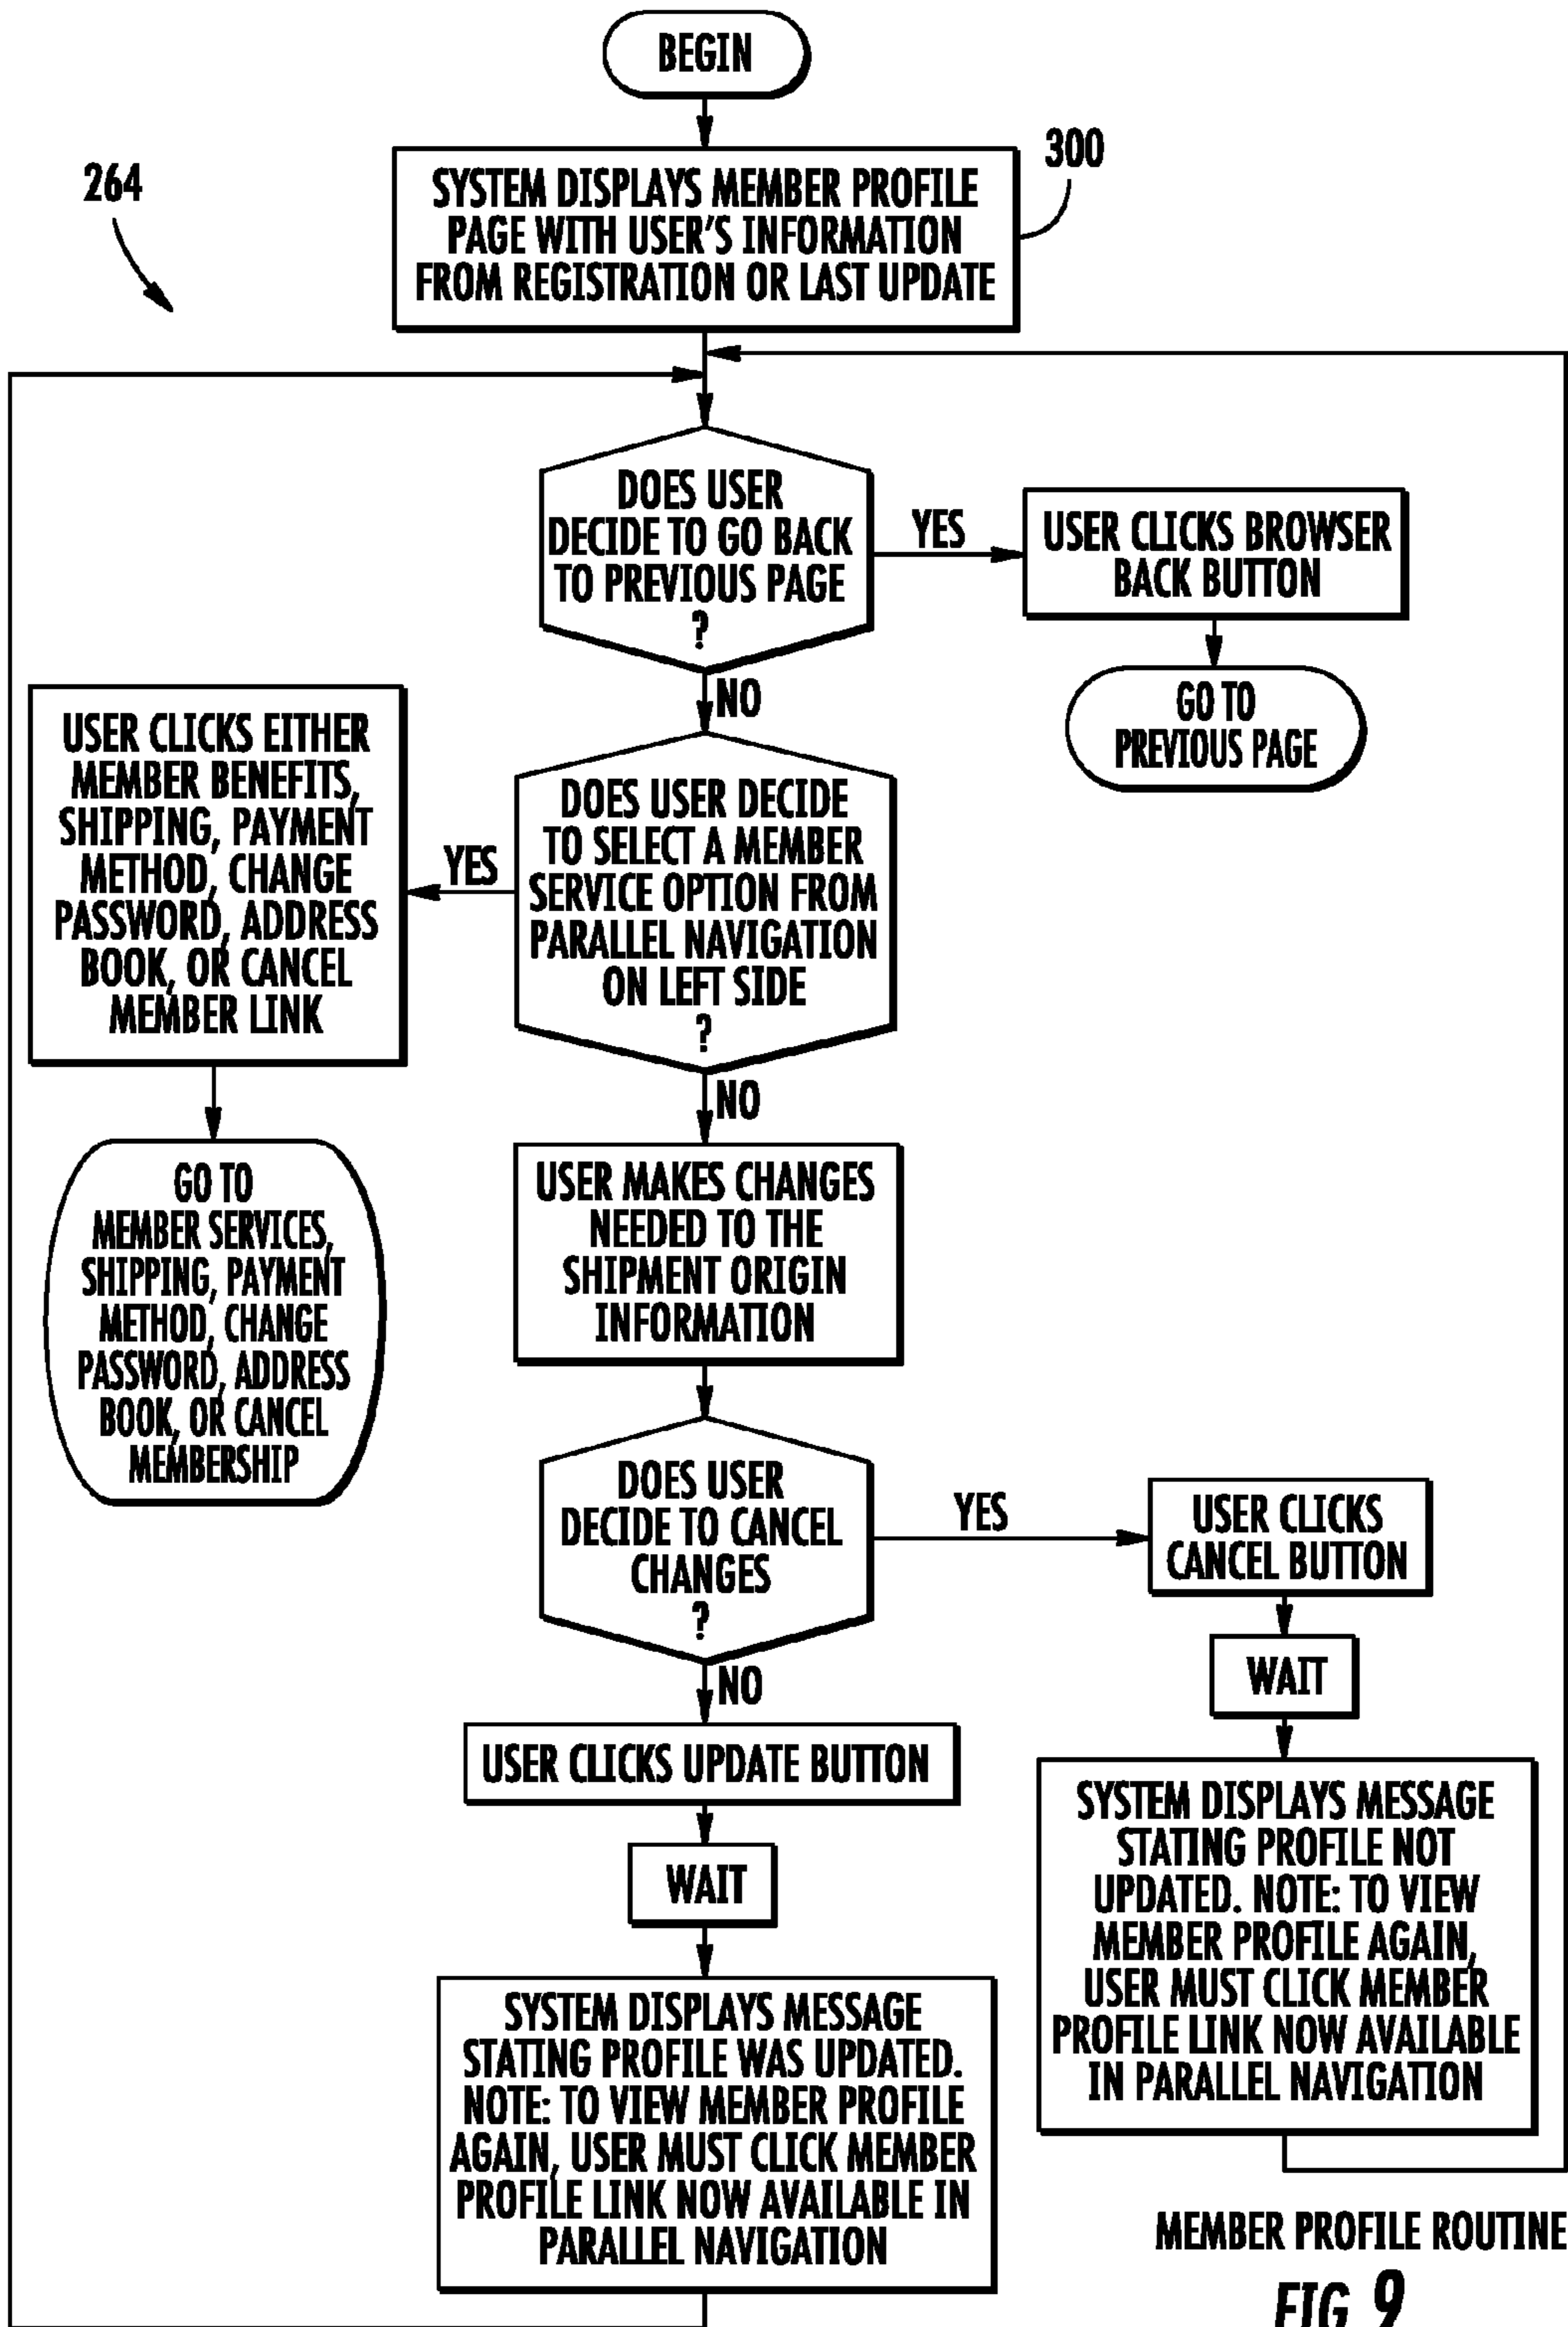 BEGIN
264
300
SYSTEM DISPLAYS MEMBER PROFILE
PAGE WITH USER'S INFORMATION
FROM REGISTRATION OR LAST UPDATE
DOES USER
DECIDE TO GO BACK
TO PREVIOUS PAGE
?
YES
USER CLICKS BROWSER
BACK BUTTON
GO TO
PREVIOUS PAGE
NO
DOES USER DECIDE
TO SELECT A MEMBER
SERVICE OPTION FROM
PARALLEL NAVIGATION
ON LEFT SIDE
?
YES
USER CLICKS EITHER
MEMBER BENEFITS,
SHIPPING, PAYMENT
METHOD, CHANGE
PASSWORD, ADDRESS
BOOK, OR CANCEL
MEMBER LINK
GO TO
MEMBER SERVICES,
SHIPPING, PAYMENT
METHOD, CHANGE
PASSWORD, ADDRESS
BOOK, OR CANCEL
MEMBERSHIP
NO
USER MAKES CHANGES
NEEDED TO THE
SHIPMENT ORIGIN
INFORMATION
DOES USER
DECIDE TO CANCEL
CHANGES
?
YES
USER CLICKS
CANCEL BUTTON
WAIT
SYSTEM DISPLAYS MESSAGE
STATING PROFILE NOT
UPDATED. NOTE: TO VIEW
MEMBER PROFILE AGAIN,
USER MUST CLICK MEMBER
PROFILE LINK NOW AVAILABLE
IN PARALLEL NAVIGATION
NO
USER CLICKS UPDATE BUTTON
WAIT
SYSTEM DISPLAYS MESSAGE
STATING PROFILE WAS UPDATED.
NOTE: TO VIEW MEMBER PROFILE
AGAIN, USER MUST CLICK MEMBER
PROFILE LINK NOW AVAILABLE IN
PARALLEL NAVIGATION
MEMBER PROFILE ROUTINE
FIG 9